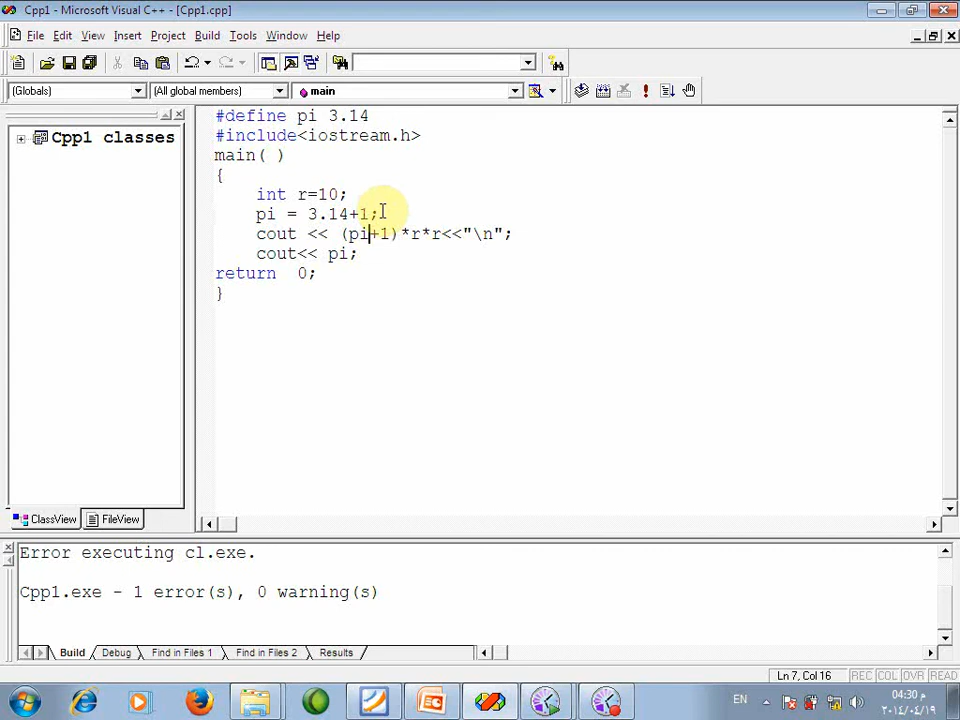 Cpp1 - Microsoft Visual C++ - [Cpp1.cpp]
File Edit View Insert Project Build Tools Window Help
(Globals) (All global members) main
Cpp1 classes
#define pi 3.14
#include<iostream.h>
main( )
{
int r=10;
pi = 3.14+1;
cout << (pi+1)*r*r<<"\n";
cout<< pi;
return 0;
}
ClassView FileView
Error executing cl.exe.
Cpp1.exe - 1 error(s), 0 warning(s)
Build Debug Find in Files 1 Find in Files 2 Results
Ln 7, Col 16 REC COL OVR READ
EN
04:30 م
٢٠١٤/٠٤/١٩